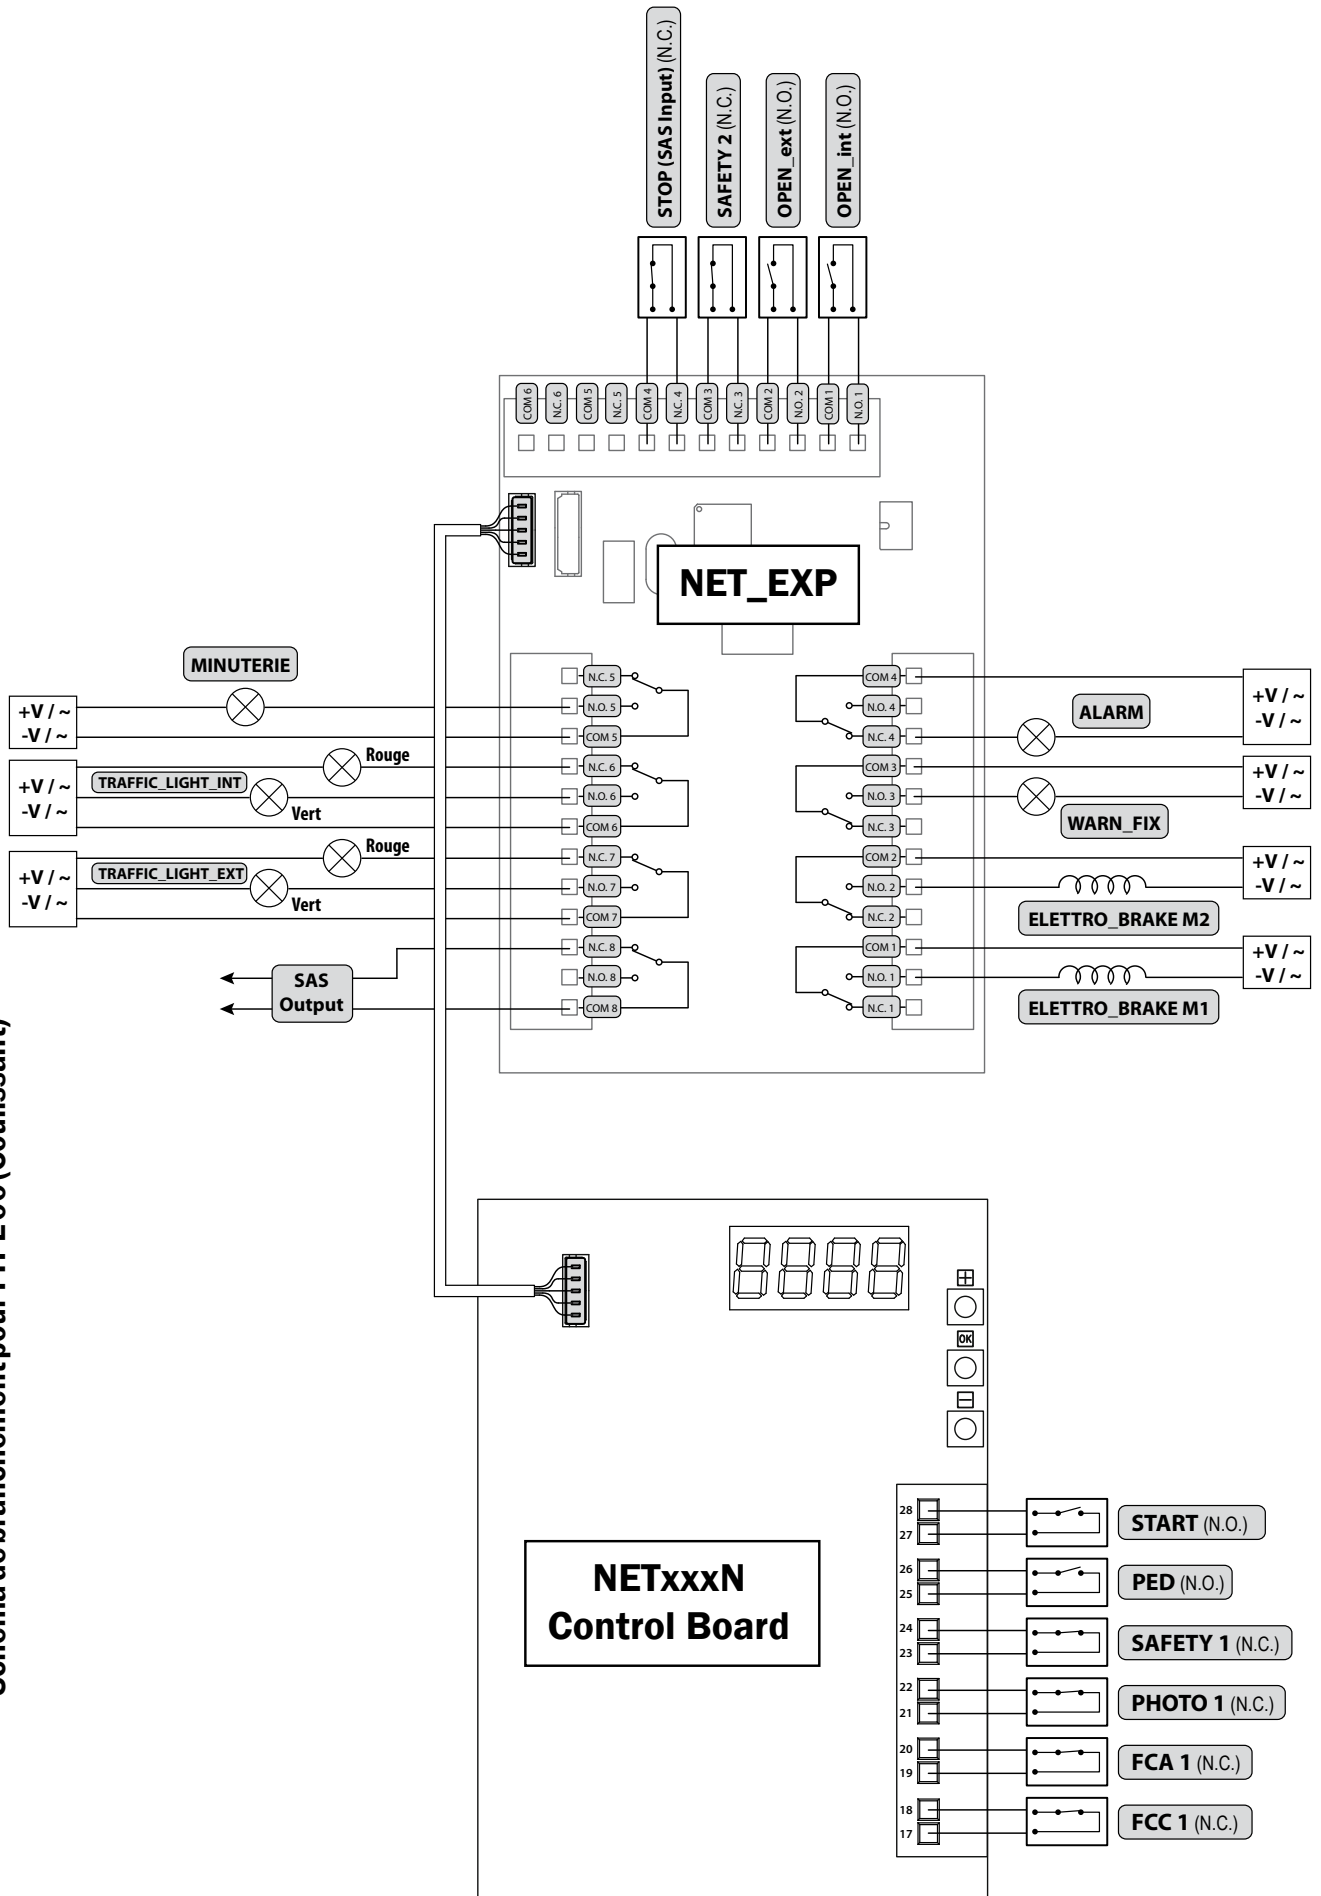 STOP (SAS Input) (N.C.)
SAFETY 2 (N.C.)
OPEN_ext (N.O.)
OPEN_int (N.O.)
COM 6
N.C. 6
COM 5
N.C. 5
COM 4
N.C. 4
COM 3
N.C. 3
COM 2
N.O. 2
COM 1
N.O. 1
NET_EXP
MINUTERIE
+V / ~
-V / ~
Rouge
TRAFFIC_LIGHT_INT
+V / ~
-V / ~
Vert
Rouge
TRAFFIC_LIGHT_EXT
+V / ~
-V / ~
Vert
SAS
Output
N.C. 5
N.O. 5
COM 5
N.C. 6
N.O. 6
COM 6
N.C. 7
N.O. 7
COM 7
N.C. 8
N.O. 8
COM 8
COM 4
N.O. 4
N.C. 4
COM 3
N.O. 3
N.C. 3
COM 2
N.O. 2
N.C. 2
COM 1
N.O. 1
N.C. 1
+V / ~
-V / ~
ALARM
+V / ~
-V / ~
WARN_FIX
+V / ~
-V / ~
ELETTRO_BRAKE M2
+V / ~
-V / ~
ELETTRO_BRAKE M1
8888
+
OK
-
NETxxxN
Control Board
28
27
START (N.O.)
26
25
PED (N.O.)
24
23
SAFETY 1 (N.C.)
22
21
PHOTO 1 (N.C.)
20
19
FCA 1 (N.C.)
18
17
FCC 1 (N.C.)